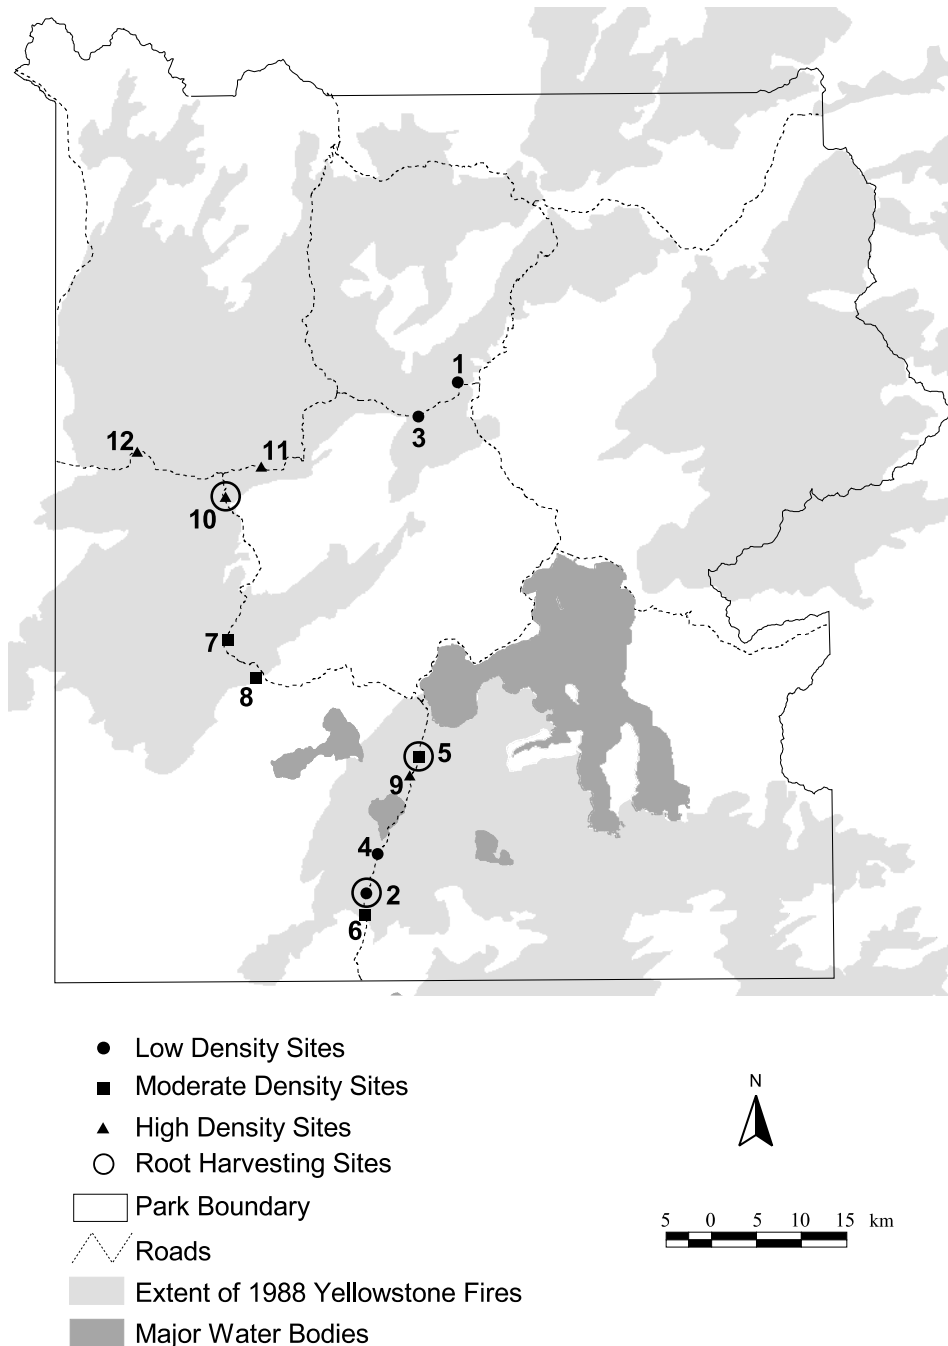 1
3
12
11
10
7
8
5
9
4
2
6
Low Density Sites
Moderate Density Sites
High Density Sites
Root Harvesting Sites
Park Boundary
Roads
Extent of 1988 Yellowstone Fires
Major Water Bodies
N
5 0 5 10 15 km